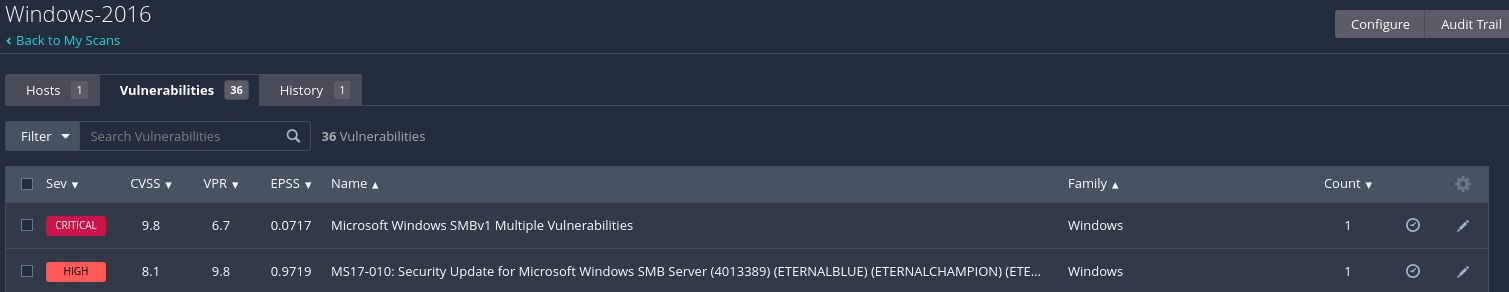 Windows-2016
‹ Back to My Scans
Configure Audit Trail
Hosts 1 Vulnerabilities 36 History 1
Filter Search Vulnerabilities 36 Vulnerabilities
Sev CVSS VPR EPSS Name Family Count
CRITICAL 9.8 6.7 0.0717 Microsoft Windows SMBv1 Multiple Vulnerabilities Windows 1
HIGH 8.1 9.8 0.9719 MS17-010: Security Update for Microsoft Windows SMB Server (4013389) (ETERNALBLUE) (ETERNALCHAMPION) (ETE... Windows 1